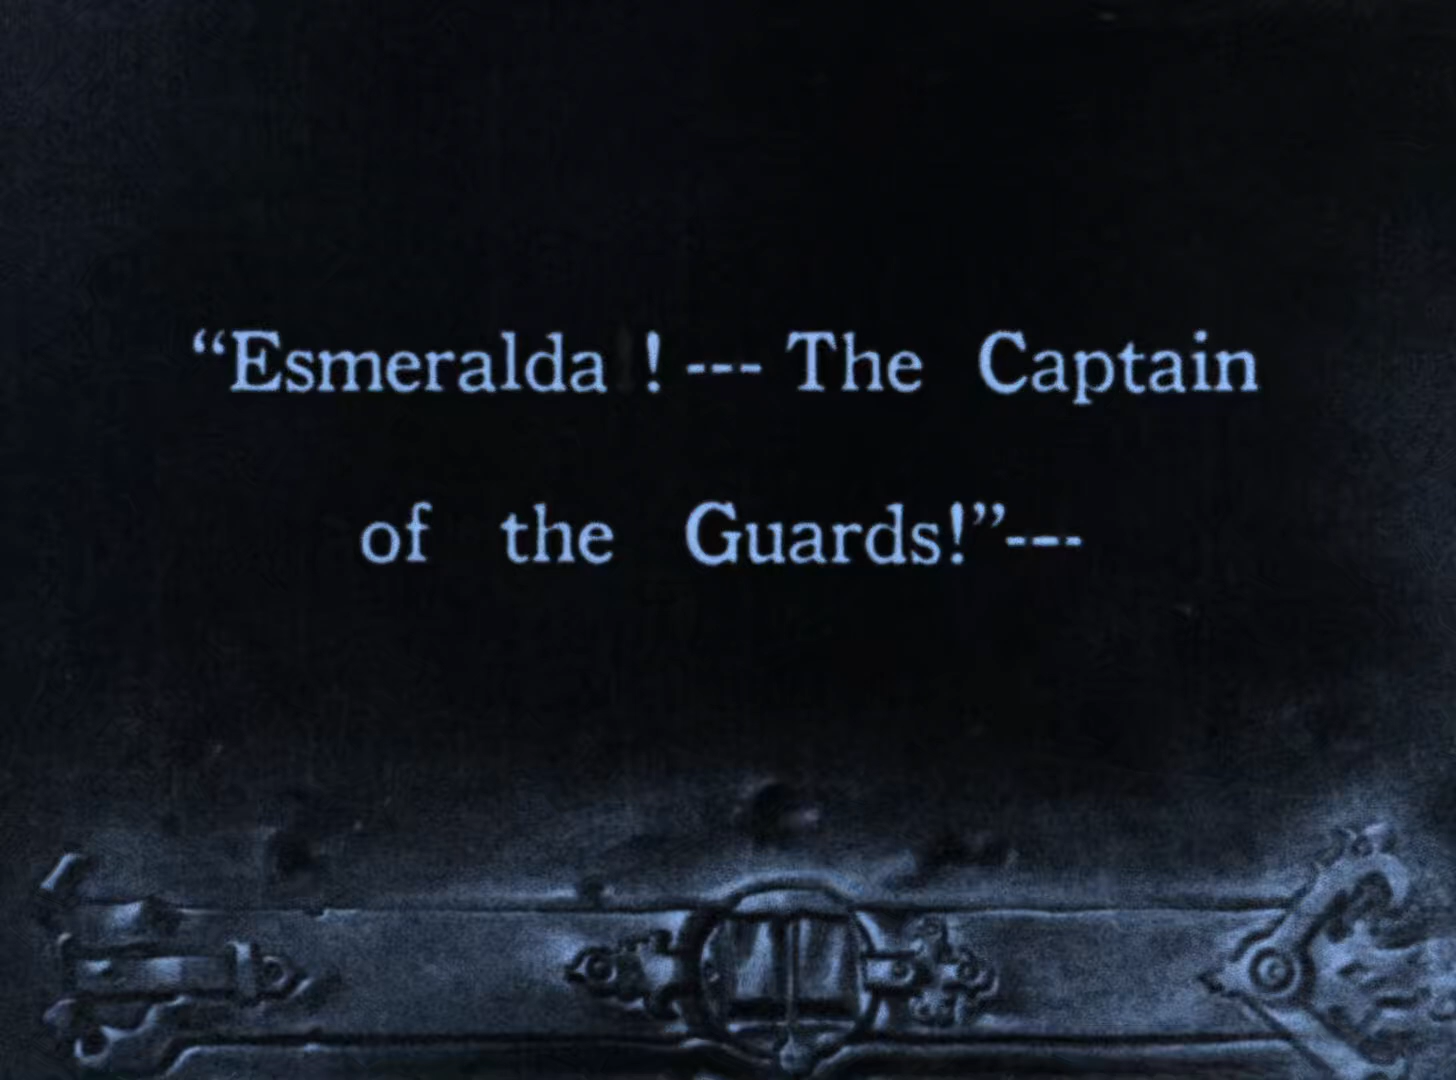 “Esmeralda ! --- The Captain
of the Guards!”---